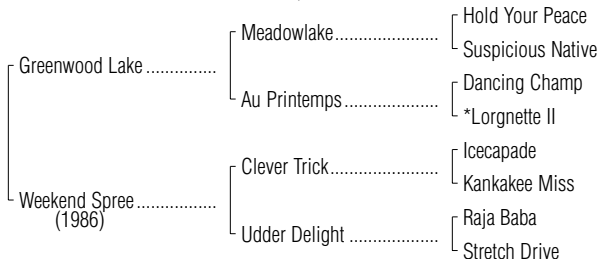 Hold Your Peace
Meadowlake
Suspicious Native
Greenwood Lake
Dancing Champ
Au Printemps
*Lorgnette II
Icecapade
Clever Trick
Kankakee Miss
Weekend Spree
(1986)
Raja Baba
Udder Delight
Stretch Drive